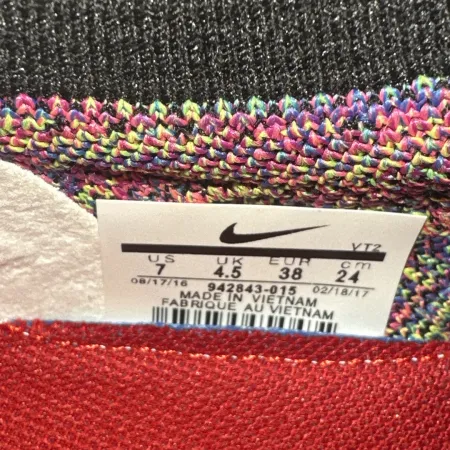 VT2
US UK EUR cm
7 4.5 38 24
08/17/16 02/18/17
942843-015
MADE IN VIETNAM
FABRIQUE AU VIETNAM